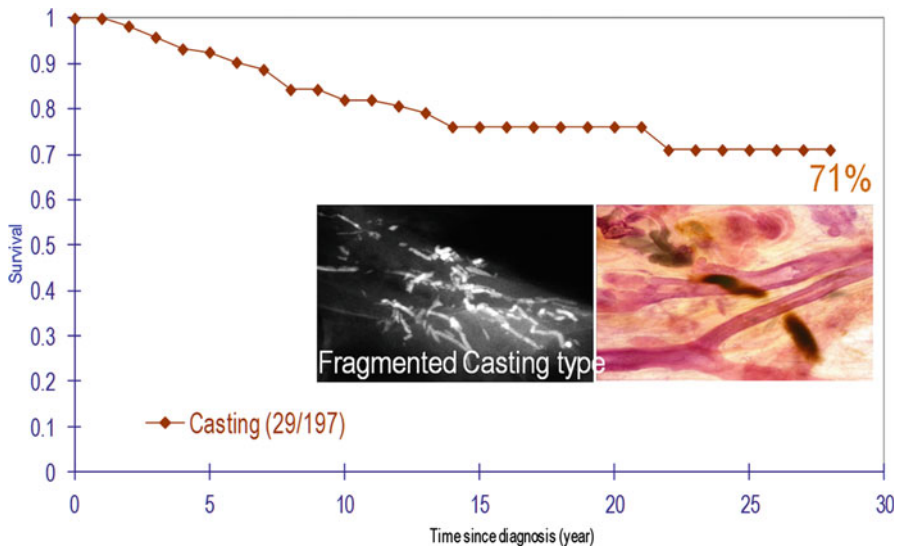 1
0.9
0.8
0.7
0.6
0.5
0.4
0.3
0.2
0.1
0
Survival
71%
Fragmented Casting type
Casting (29/197)
0 5 10 15 20 25 30
Time since diagnosis (year)